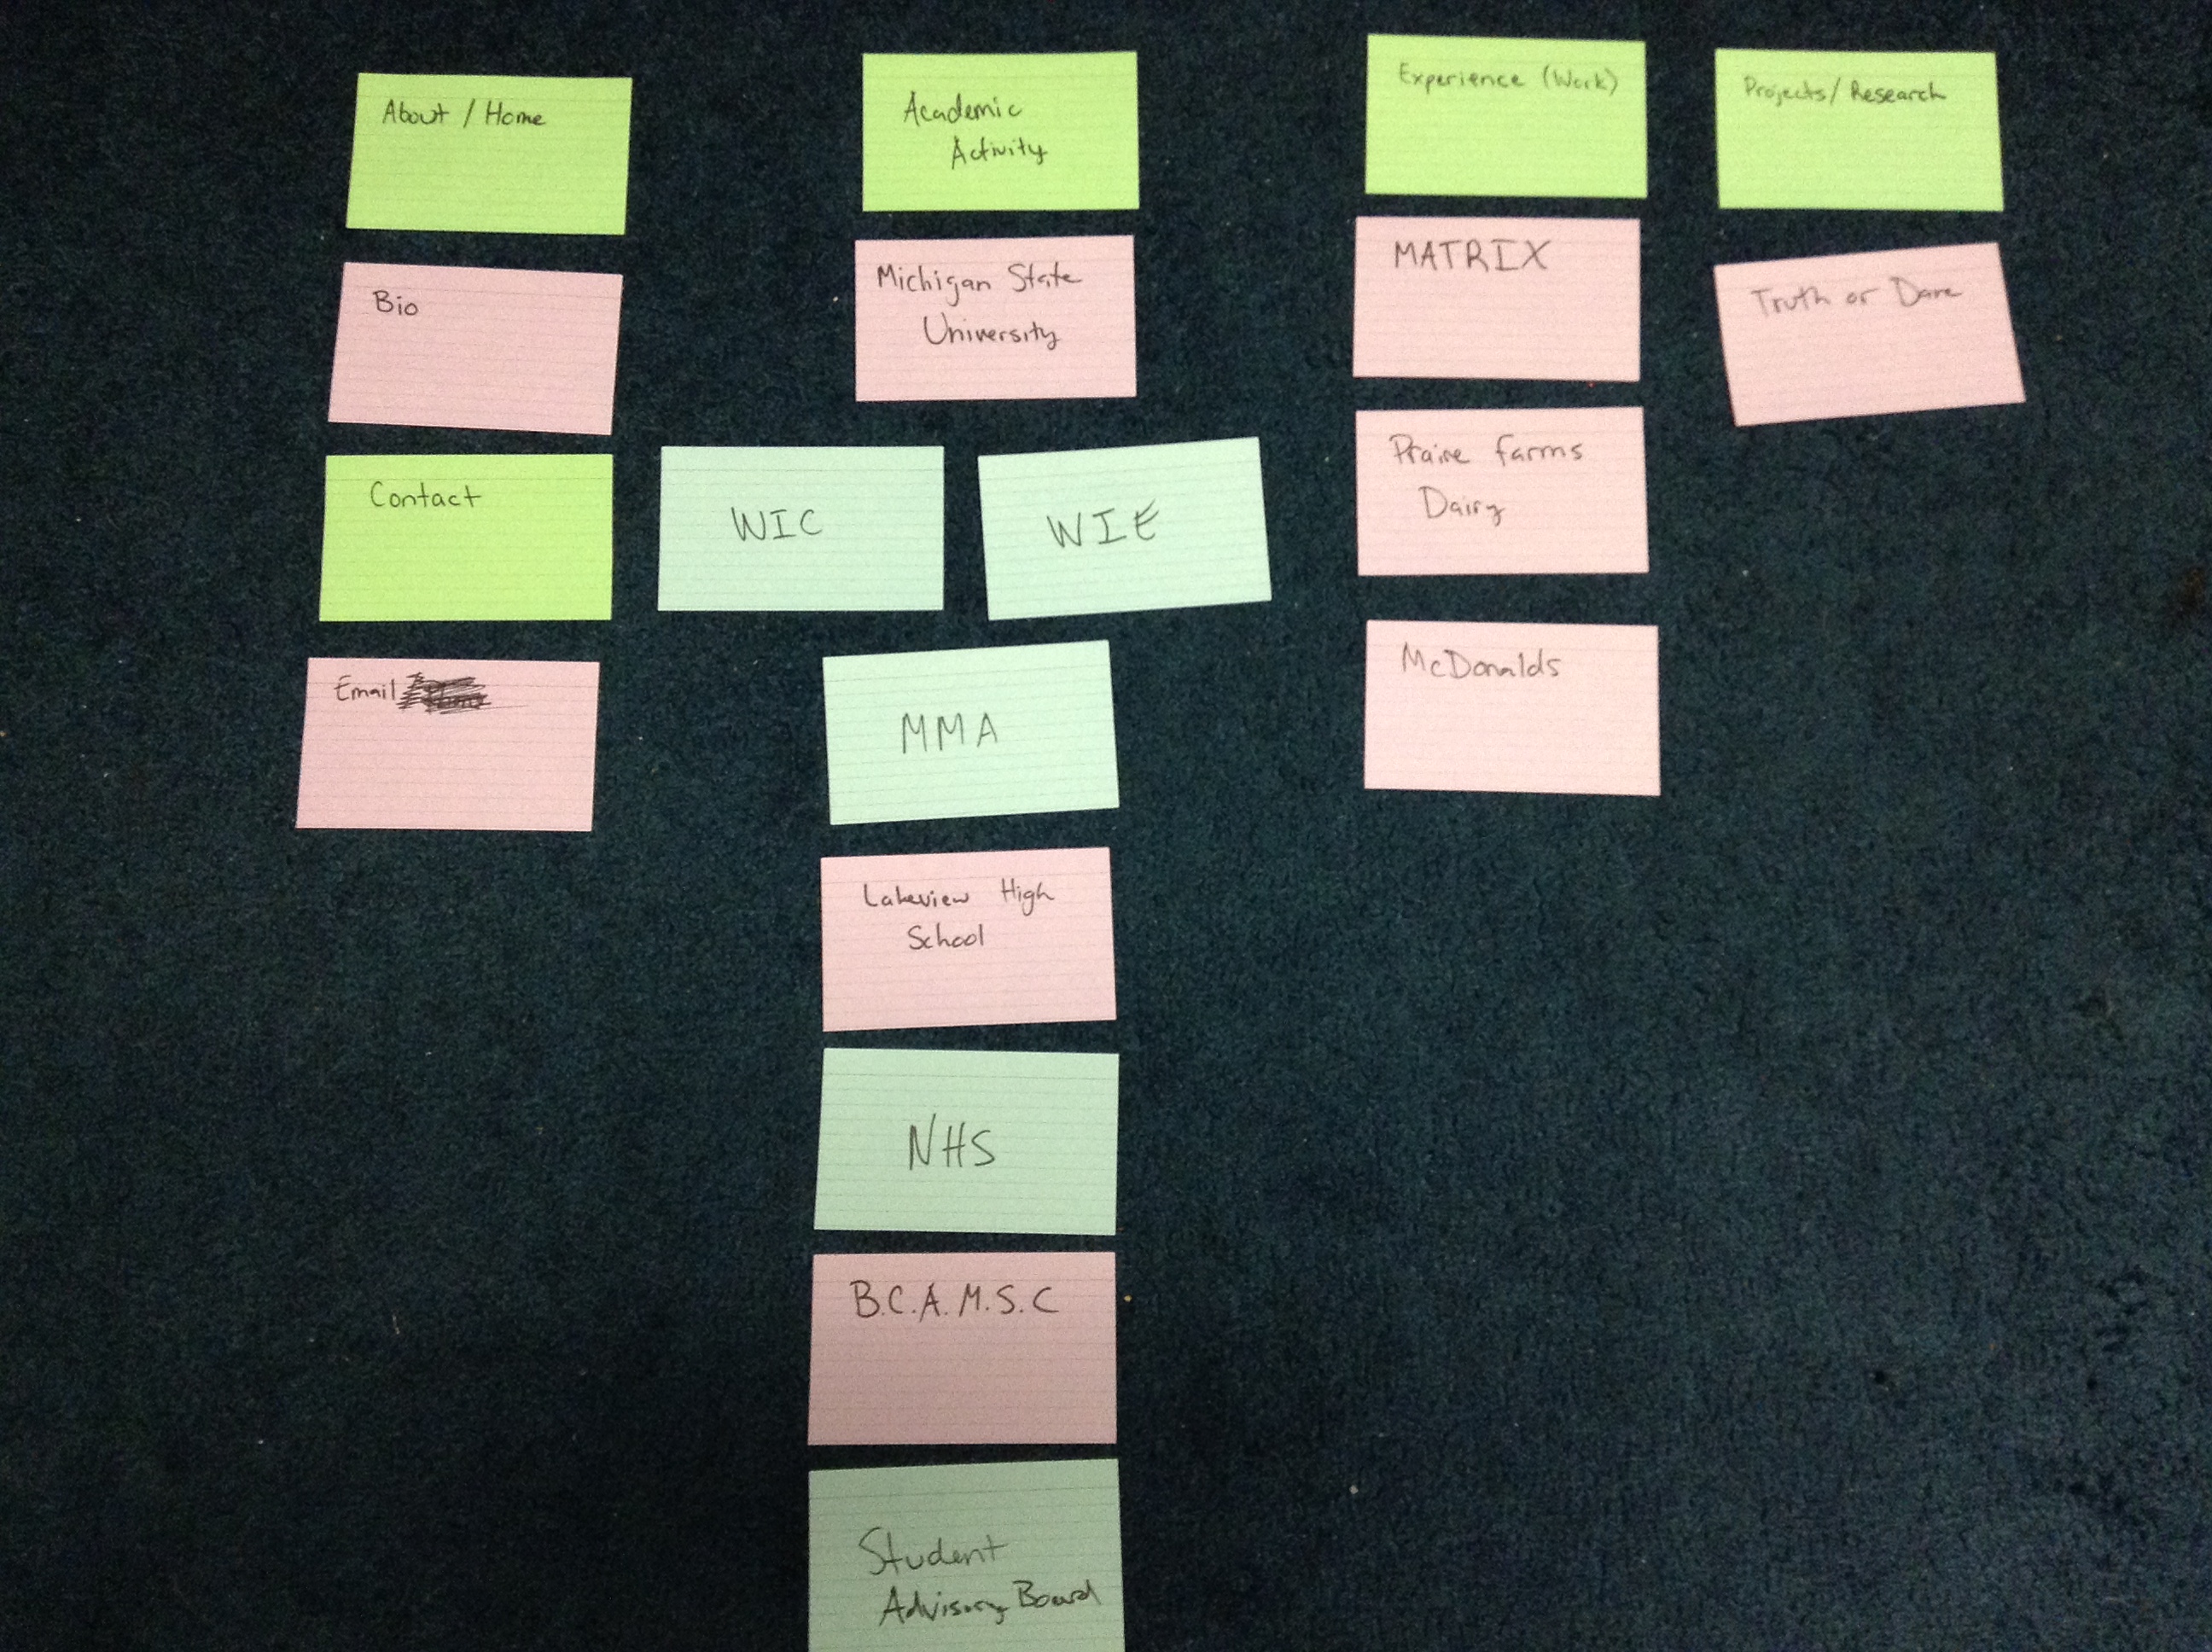 About / Home
Bio
Contact
Email
Academic
Activity
Michigan State
University
WIC
WIE
MMA
Lakeview High
School
NHS
B.C.A.M.S.C
Student
Advisory Board
Experience (Work)
MATRIX
Praire Farms
Dairy
McDonalds
Projects/Research
Truth or Dare